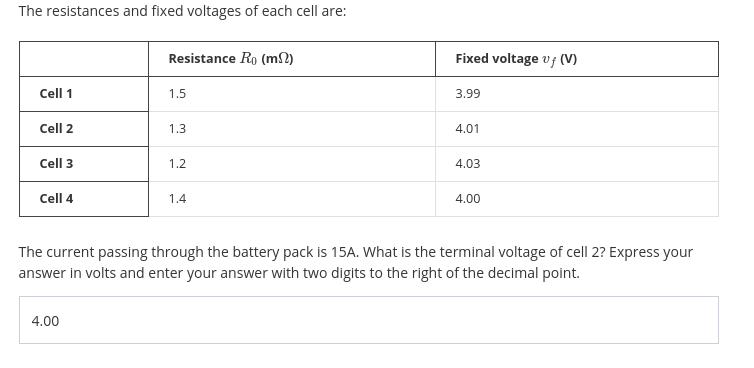 The resistances and fixed voltages of each cell are:
Resistance R₀ (mΩ) Fixed voltage v_f (V)
Cell 1 1.5 3.99
Cell 2 1.3 4.01
Cell 3 1.2 4.03
Cell 4 1.4 4.00
The current passing through the battery pack is 15A. What is the terminal voltage of cell 2? Express your
answer in volts and enter your answer with two digits to the right of the decimal point.
4.00